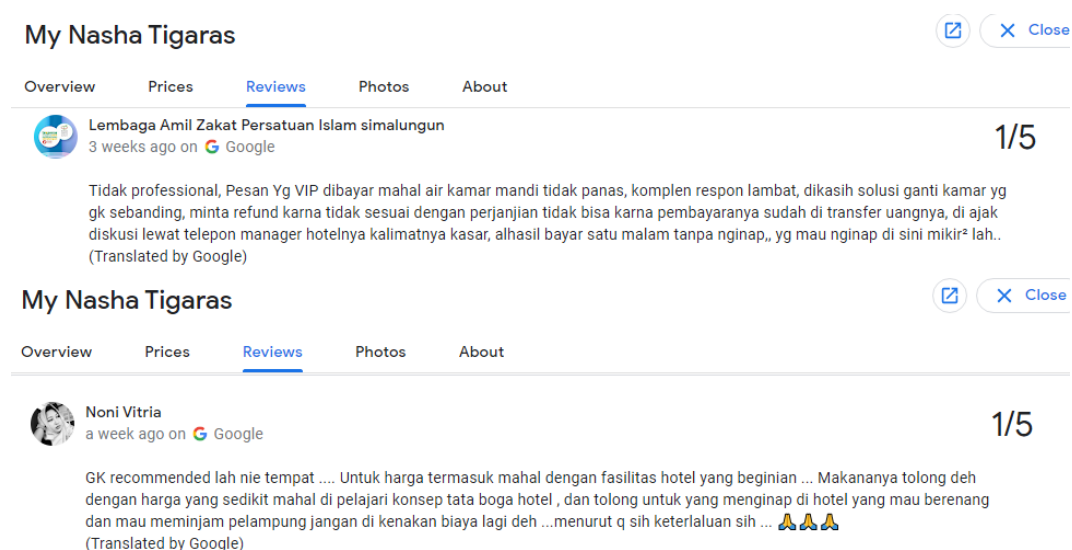 My Nasha Tigaras
Close
Overview Prices Reviews Photos About
Lembaga Amil Zakat Persatuan Islam simalungun
3 weeks ago on Google
1/5
Tidak professional, Pesan Yg VIP dibayar mahal air kamar mandi tidak panas, komplen respon lambat, dikasih solusi ganti kamar yg
gk sebanding, minta refund karna tidak sesuai dengan perjanjian tidak bisa karna pembayaranya sudah di transfer uangnya, di ajak
diskusi lewat telepon manager hotelnya kalimatnya kasar, alhasil bayar satu malam tanpa nginap,, yg mau nginap di sini mikir² lah..
(Translated by Google)
My Nasha Tigaras
Close
Overview Prices Reviews Photos About
Noni Vitria
a week ago on Google
1/5
GK recommended lah nie tempat .... Untuk harga termasuk mahal dengan fasilitas hotel yang beginian ... Makananya tolong deh
dengan harga yang sedikit mahal di pelajari konsep tata boga hotel , dan tolong untuk yang menginap di hotel yang mau berenang
dan mau meminjam pelampung jangan di kenakan biaya lagi deh ...menurut q sih keterlaluan sih ... 🙏🙏🙏
(Translated by Google)